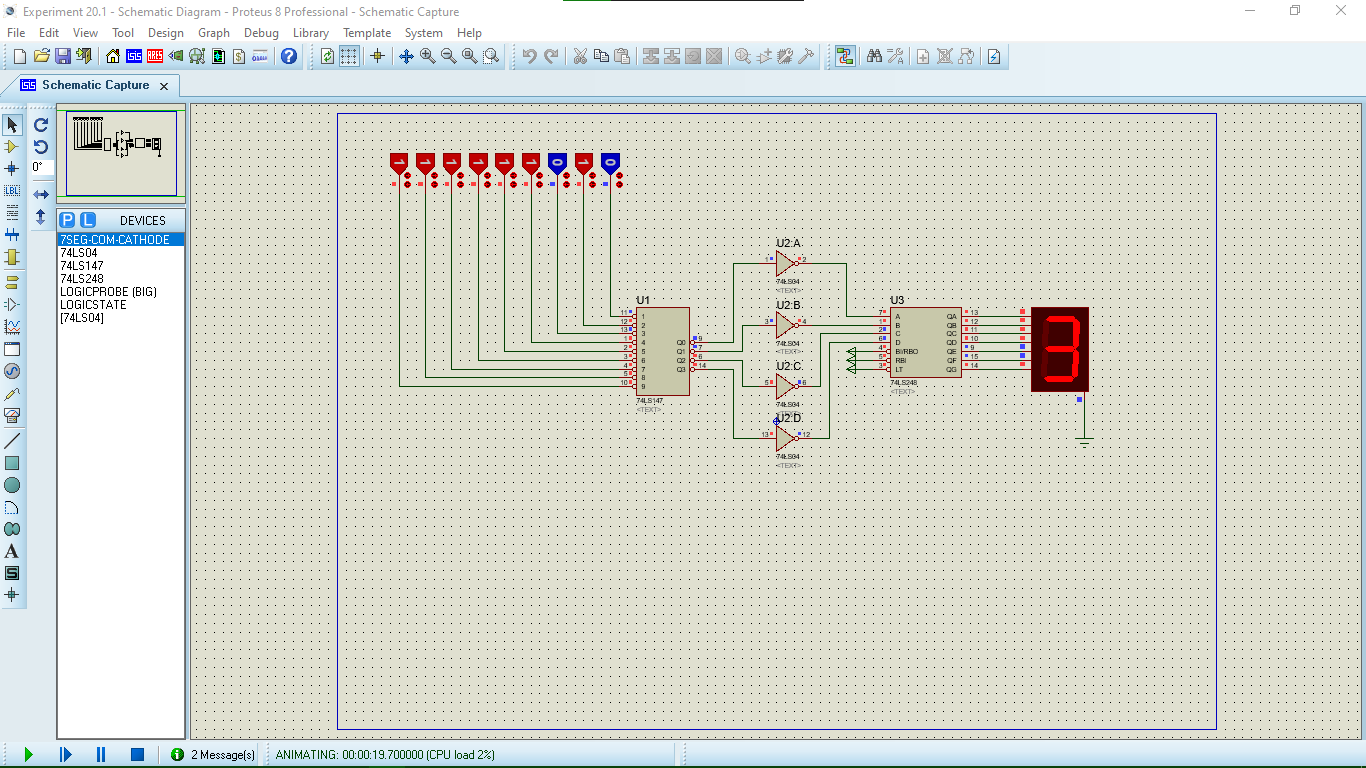 Experiment 20.1 - Schematic Diagram - Proteus 8 Professional - Schematic Capture
File Edit View Tool Design Graph Debug Library Template System Help
Schematic Capture
0°
P L DEVICES
7SEG-COM-CATHODE
74LS04
74LS147
74LS248
LOGICPROBE (BIG)
LOGICSTATE
[74LS04]
1 1 1 1 1 1 0 1 0
U1
11 1
12 2
13 3
1 4
2 5
3 6
4 7
5 8
10 9
Q0 9
Q1 7
Q2 6
Q3 14
74LS147
<TEXT>
U2:A
1 2
74LS04
<TEXT>
U2:B
3 4
74LS04
<TEXT>
U2:C
5 6
74LS04
<TEXT>
U2:D
13 12
74LS04
<TEXT>
U3
7 A QA 13
1 B QB 12
2 C QC 11
6 D QD 10
4 BI/RBO QE 9
5 RBI QF 15
3 LT QG 14
74LS248
<TEXT>
3
2 Message(s)
ANIMATING: 00:00:19.700000 (CPU load 2%)